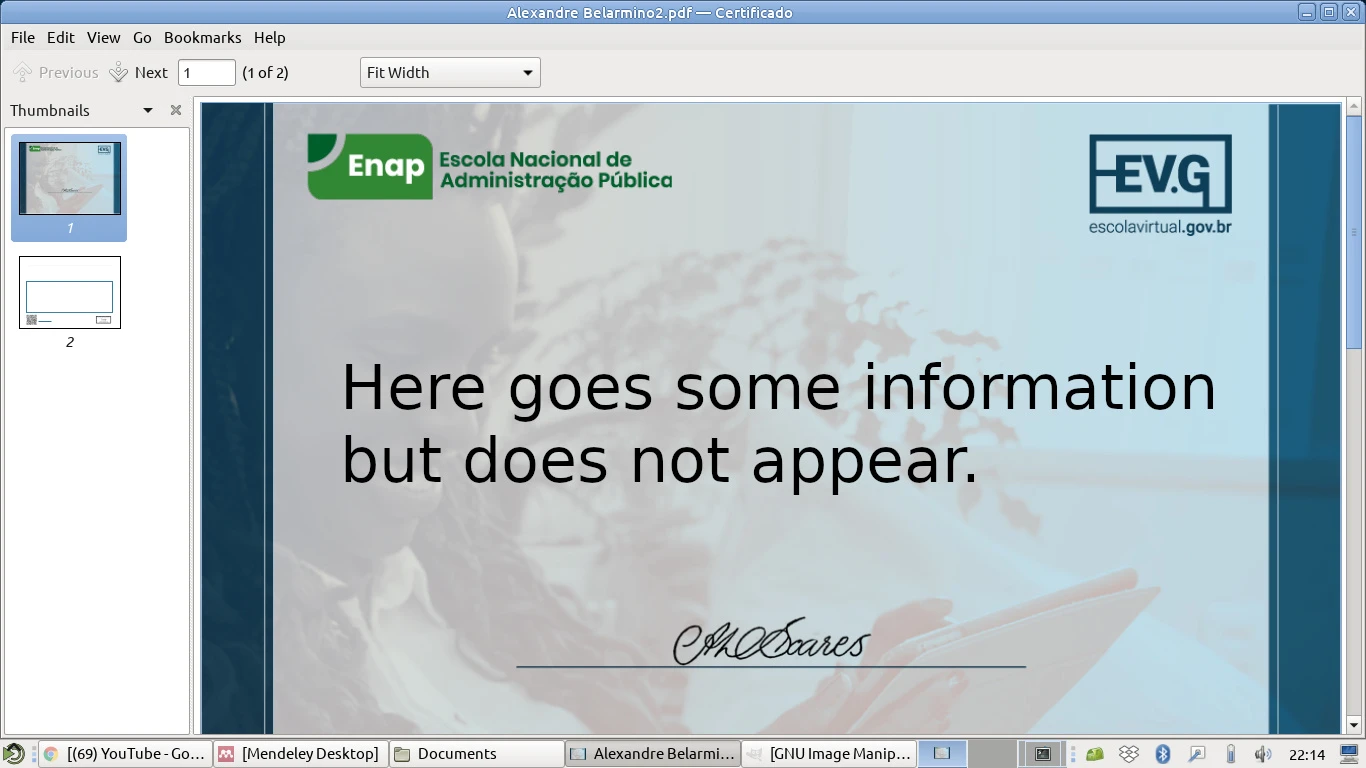 Alexandre Belarmino2.pdf — Certificado
File Edit View Go Bookmarks Help
Previous Next 1 (1 of 2) Fit Width
Thumbnails
1
2
Enap Escola Nacional de
Administração Pública
EV.G
escolavirtual.gov.br
Here goes some information
but does not appear.
Soares
[(69) YouTube - Go... [Mendeley Desktop] Documents Alexandre Belarmi... [GNU Image Manip... 22:14